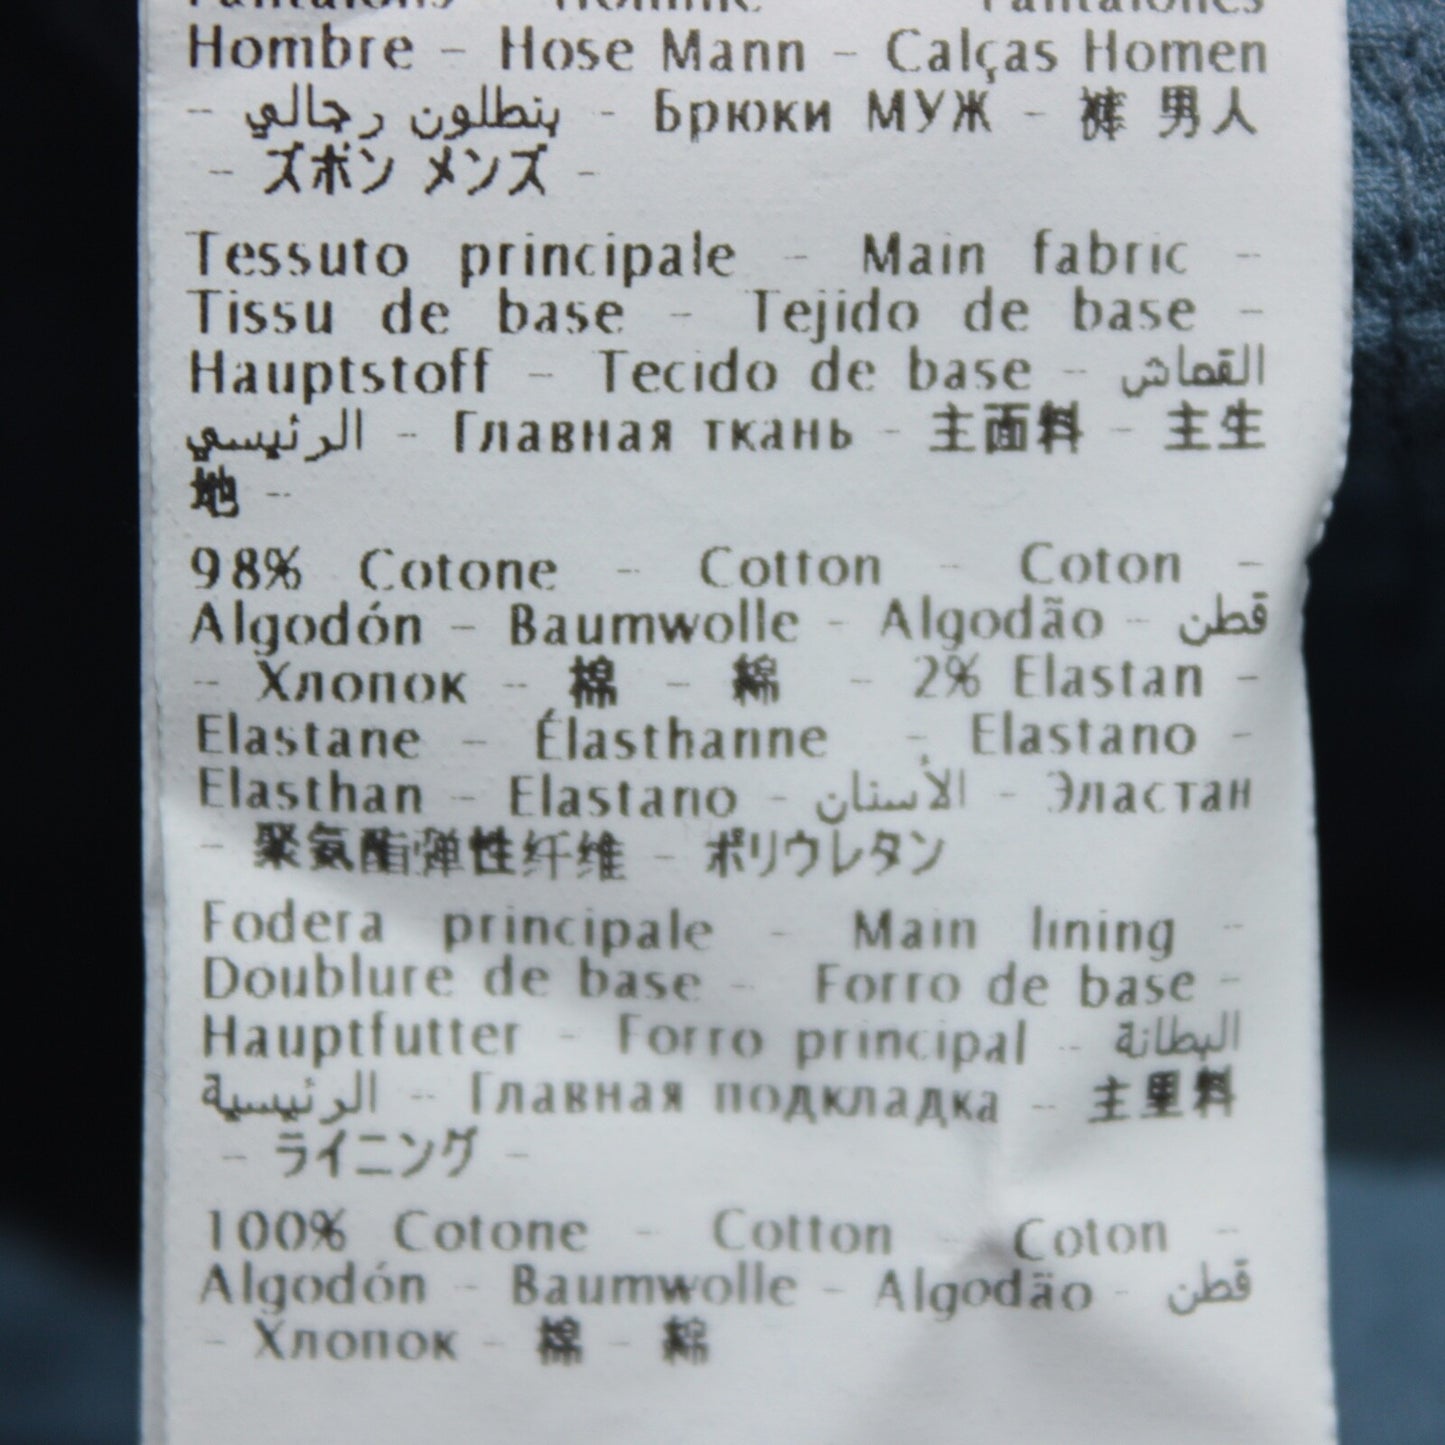 Pantalons Homme Pantalones
Hombre - Hose Mann - Calças Homen
- بنطلون رجالي - Брюки МУЖ - 裤 男人
- ズボン メンズ -
Tessuto principale - Main fabric -
Tissu de base - Tejido de base -
Hauptstoff - Tecido de base - القماش
الرئيسي - Главная ткань - 主面料 - 主生
地 -
98% Cotone - Cotton - Coton -
Algodón - Baumwolle - Algodão - قطن
- Хлопок - 棉 - 綿 - 2% Elastan -
Elastane - Élasthanne - Elastano -
Elasthan - Elastano - الأستان - Эластан
- 聚氨酯弹性纤维 - ポリウレタン
Fodera principale - Main lining -
Doublure de base - Forro de base -
Hauptfutter - Forro principal - البطانة
الرئيسية - Главная подкладка - 主里料
- ライニング -
100% Cotone - Cotton - Coton -
Algodón - Baumwolle - Algodão - قطن
- Хлопок - 棉 - 綿